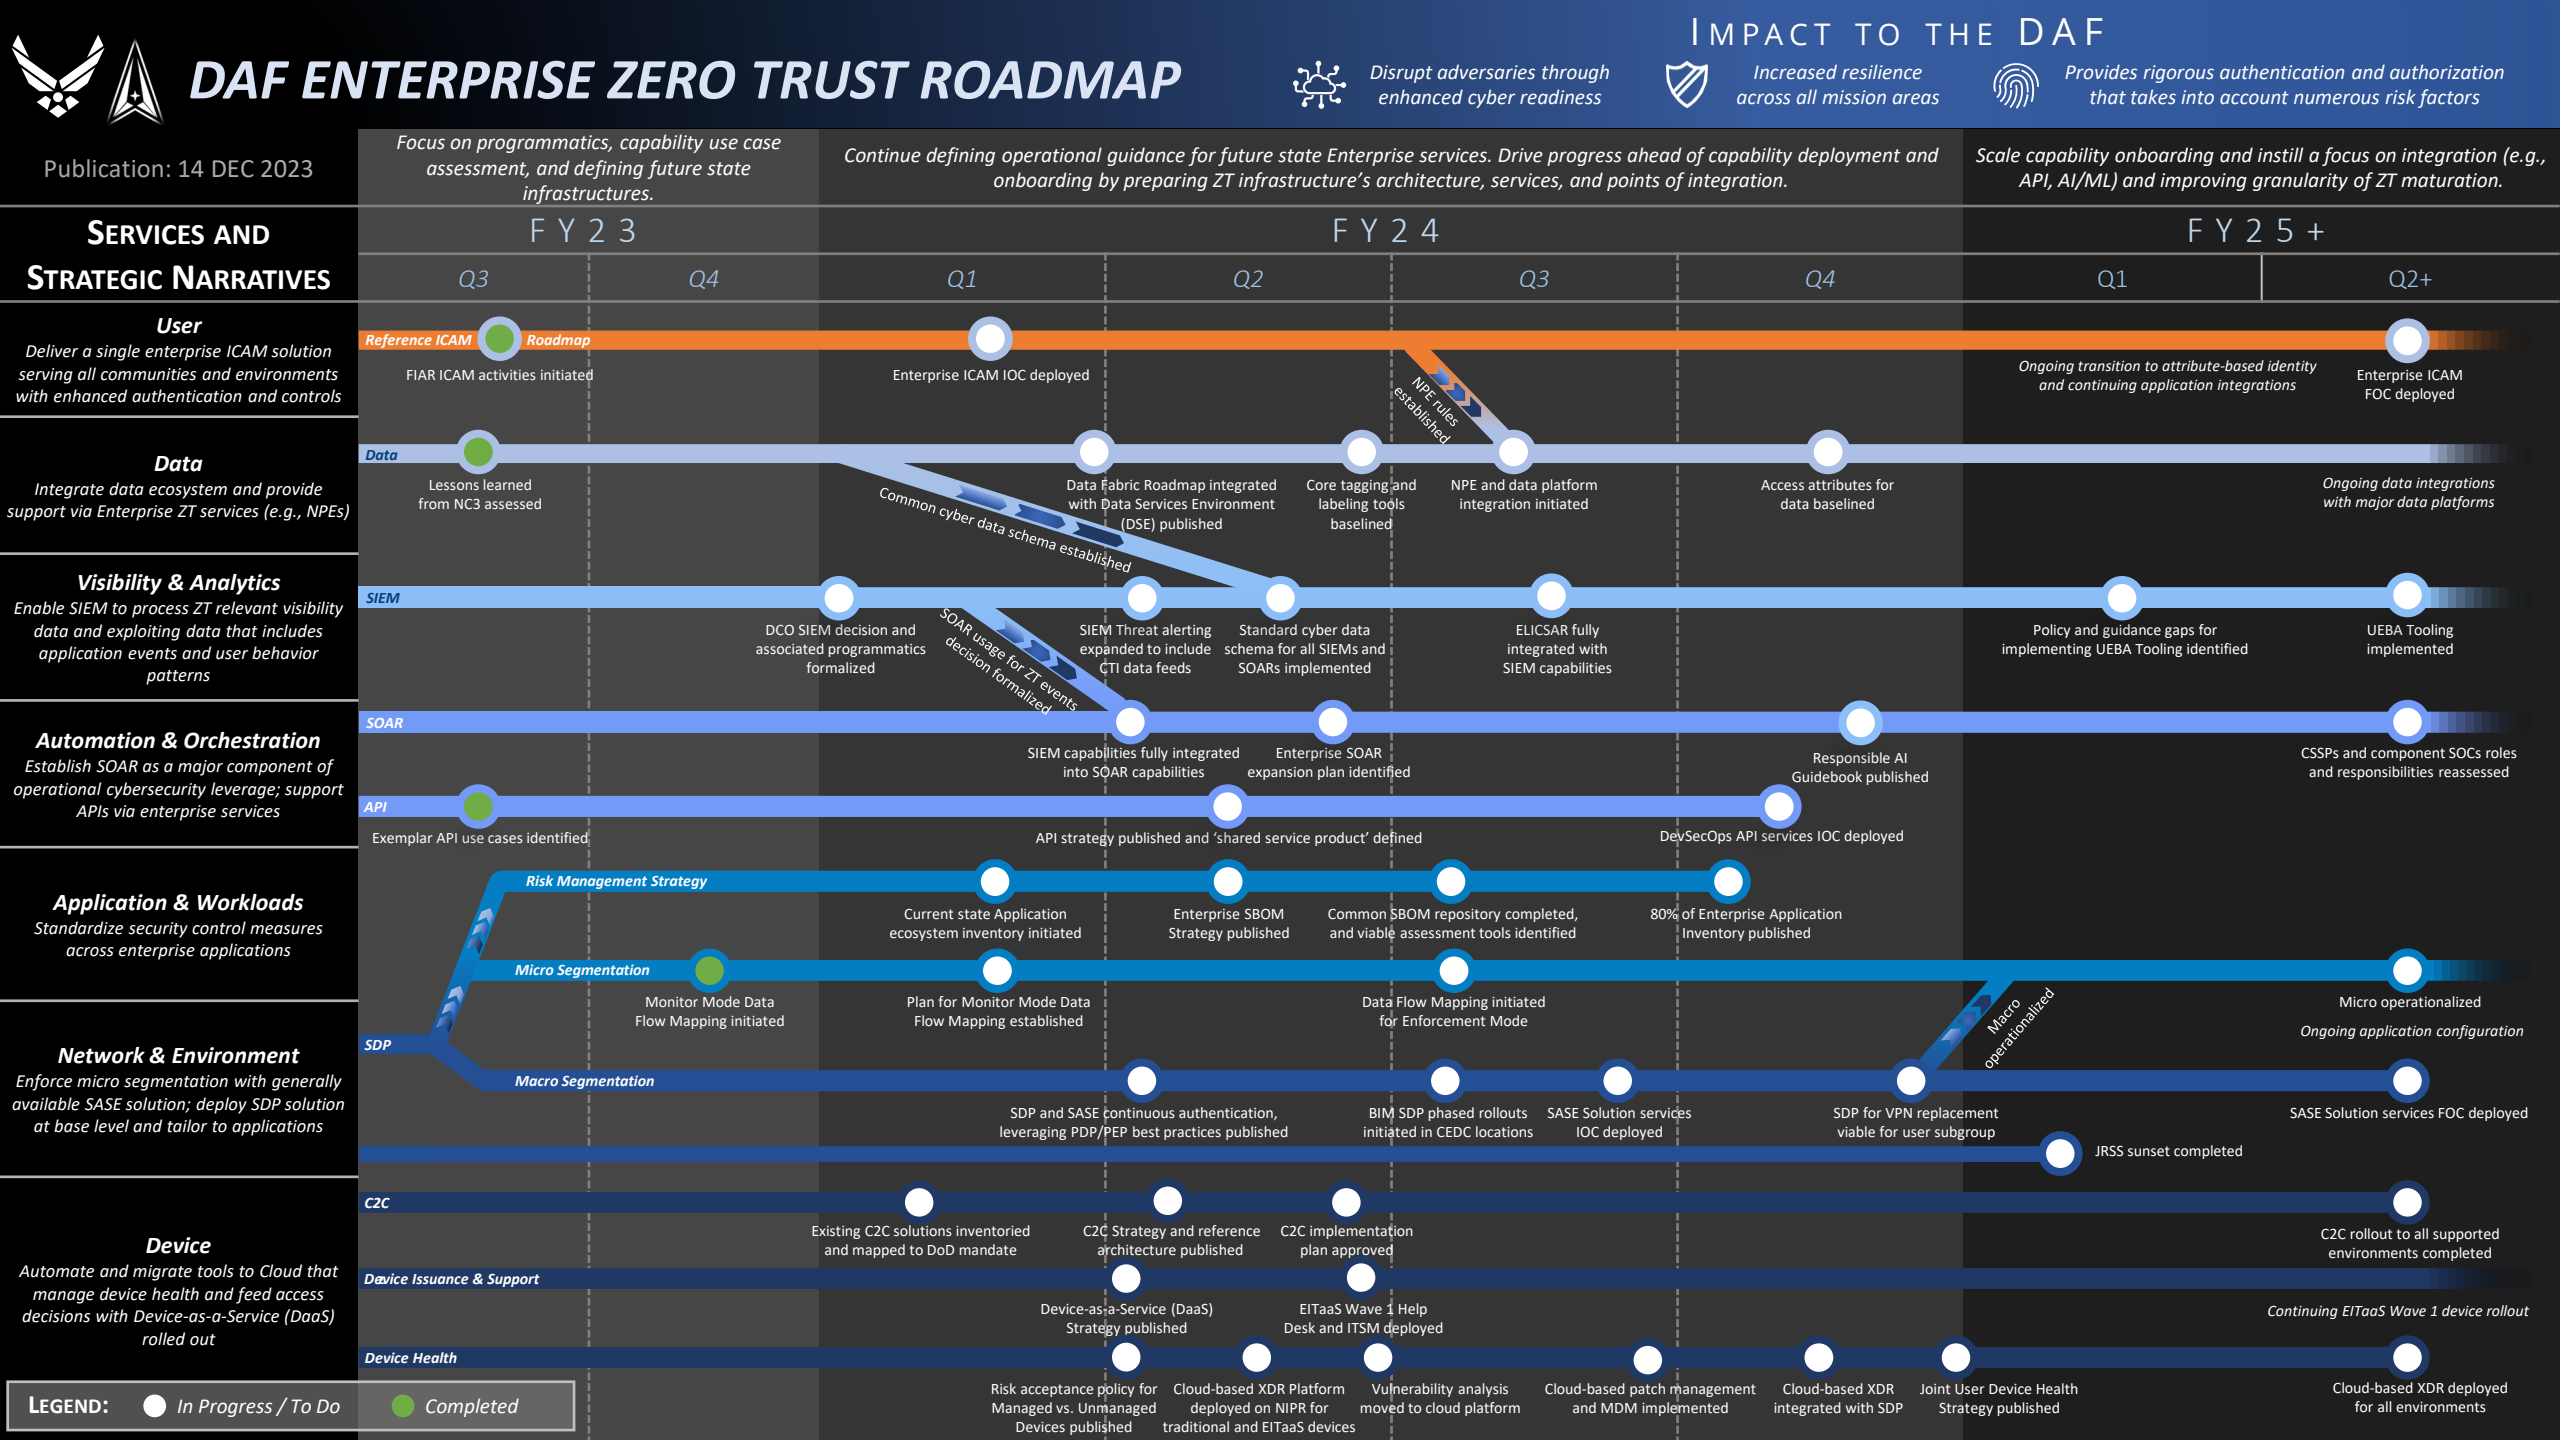 DAF ENTERPRISE ZERO TRUST ROADMAP
IMPACT TO THE DAF
Disrupt adversaries through
enhanced cyber readiness
Increased resilience
across all mission areas
Provides rigorous authentication and authorization
that takes into account numerous risk factors
Publication: 14 DEC 2023
Focus on programmatics, capability use case
assessment, and defining future state
infrastructures.
Continue defining operational guidance for future state Enterprise services. Drive progress ahead of capability deployment and
onboarding by preparing ZT infrastructure's architecture, services, and points of integration.
Scale capability onboarding and instill a focus on integration (e.g.,
API, AI/ML) and improving granularity of ZT maturation.
SERVICES AND
STRATEGIC NARRATIVES
FY23
FY24
FY25+
Q3
Q4
Q1
Q2
Q3
Q4
Q1
Q2+
User
Deliver a single enterprise ICAM solution
serving all communities and environments
with enhanced authentication and controls
Reference ICAM Roadmap
FIAR ICAM activities initiated
Enterprise ICAM IOC deployed
NPE rules
established
Ongoing transition to attribute-based identity
and continuing application integrations
Enterprise ICAM
FOC deployed
Data
Integrate data ecosystem and provide
support via Enterprise ZT services (e.g., NPEs)
Data
Lessons learned
from NC3 assessed
Common cyber data schema established
Data Fabric Roadmap integrated
with Data Services Environment
(DSE) published
Core tagging and
labeling tools
baselined
NPE and data platform
integration initiated
Access attributes for
data baselined
Ongoing data integrations
with major data platforms
Visibility & Analytics
Enable SIEM to process ZT relevant visibility
data and exploiting data that includes
application events and user behavior
patterns
SIEM
DCO SIEM decision and
associated programmatics
formalized
SOAR usage for ZT events
decision formalized
SIEM Threat alerting
expanded to include
CTI data feeds
Standard cyber data
schema for all SIEMs and
SOARs implemented
ELICSAR fully
integrated with
SIEM capabilities
Policy and guidance gaps for
implementing UEBA Tooling identified
UEBA Tooling
implemented
Automation & Orchestration
Establish SOAR as a major component of
operational cybersecurity leverage; support
APIs via enterprise services
SOAR
SIEM capabilities fully integrated
into SOAR capabilities
Enterprise SOAR
expansion plan identified
Responsible AI
Guidebook published
CSSPs and component SOCs roles
and responsibilities reassessed
API
Exemplar API use cases identified
API strategy published and 'shared service product' defined
DevSecOps API services IOC deployed
Application & Workloads
Standardize security control measures
across enterprise applications
Risk Management Strategy
Current state Application
ecosystem inventory initiated
Enterprise SBOM
Strategy published
Common SBOM repository completed,
and viable assessment tools identified
80% of Enterprise Application
Inventory published
Micro Segmentation
Monitor Mode Data
Flow Mapping initiated
Plan for Monitor Mode Data
Flow Mapping established
Data Flow Mapping initiated
for Enforcement Mode
Macro
operationalized
Micro operationalized
Ongoing application configuration
Network & Environment
Enforce micro segmentation with generally
available SASE solution; deploy SDP solution
at base level and tailor to applications
SDP
Macro Segmentation
SDP and SASE continuous authentication,
leveraging PDP/PEP best practices published
BIM SDP phased rollouts
initiated in CEDC locations
SASE Solution services
IOC deployed
SDP for VPN replacement
viable for user subgroup
SASE Solution services FOC deployed
JRSS sunset completed
Device
Automate and migrate tools to Cloud that
manage device health and feed access
decisions with Device-as-a-Service (DaaS)
rolled out
C2C
Existing C2C solutions inventoried
and mapped to DoD mandate
C2C Strategy and reference
architecture published
C2C implementation
plan approved
C2C rollout to all supported
environments completed
Device Issuance & Support
Device-as-a-Service (DaaS)
Strategy published
EITaaS Wave 1 Help
Desk and ITSM deployed
Continuing EITaaS Wave 1 device rollout
Device Health
Risk acceptance policy for
Managed vs. Unmanaged
Devices published
Cloud-based XDR Platform
deployed on NIPR for
traditional and EITaaS devices
Vulnerability analysis
moved to cloud platform
Cloud-based patch management
and MDM implemented
Cloud-based XDR
integrated with SDP
Joint User Device Health
Strategy published
Cloud-based XDR deployed
for all environments
LEGEND:
In Progress / To Do
Completed